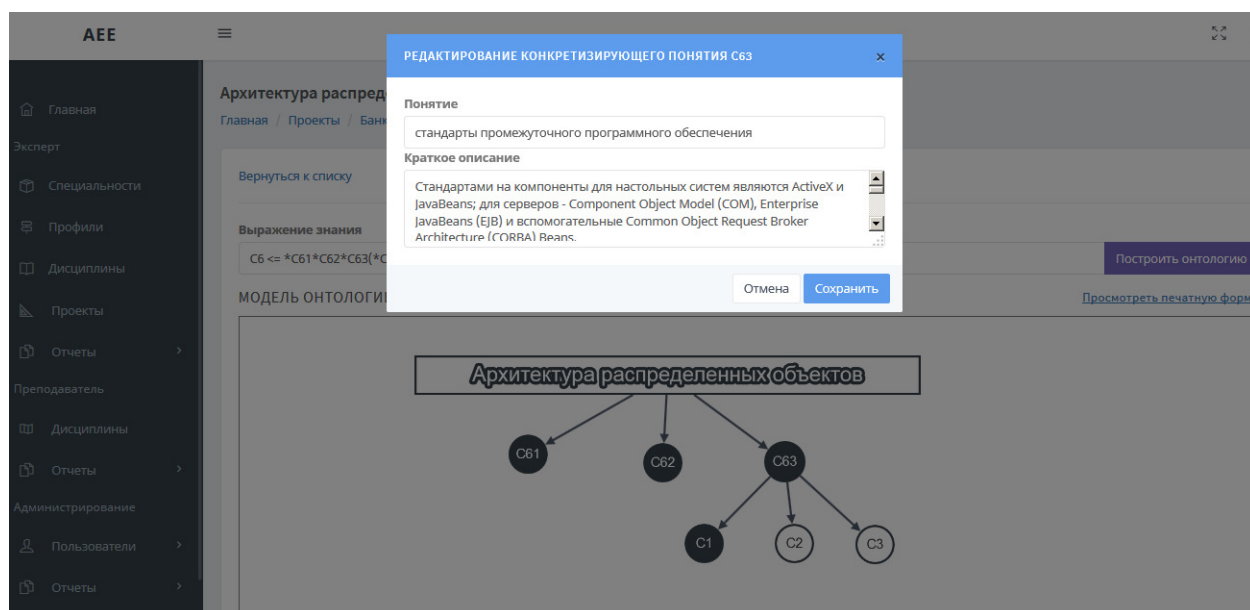 AEE
РЕДАКТИРОВАНИЕ КОНКРЕТИЗИРУЮЩЕГО ПОНЯТИЯ C63
×
Архитектура распред
Главная / Проекты / Банк
Понятие
стандарты промежуточного программного обеспечения
Краткое описание
Стандартами на компоненты для настольных систем являются ActiveX и
JavaBeans; для серверов - Component Object Model (COM), Enterprise
JavaBeans (EJB) и вспомогательные Common Object Request Broker
Architecture (CORBA) Beans.
Отмена
Сохранить
Главная
Эксперт
Специальности
Профили
Дисциплины
Проекты
Отчеты
Преподаватель
Дисциплины
Отчеты
Администрирование
Пользователи
Отчеты
Вернуться к списку
Выражение знания
C6 <= *C61*C62*C63(*C
Построить онтологию
МОДЕЛЬ ОНТОЛОГИ
Просмотреть печатную форм
Архитектура распределенных объектов
C61
C62
C63
C1
C2
C3